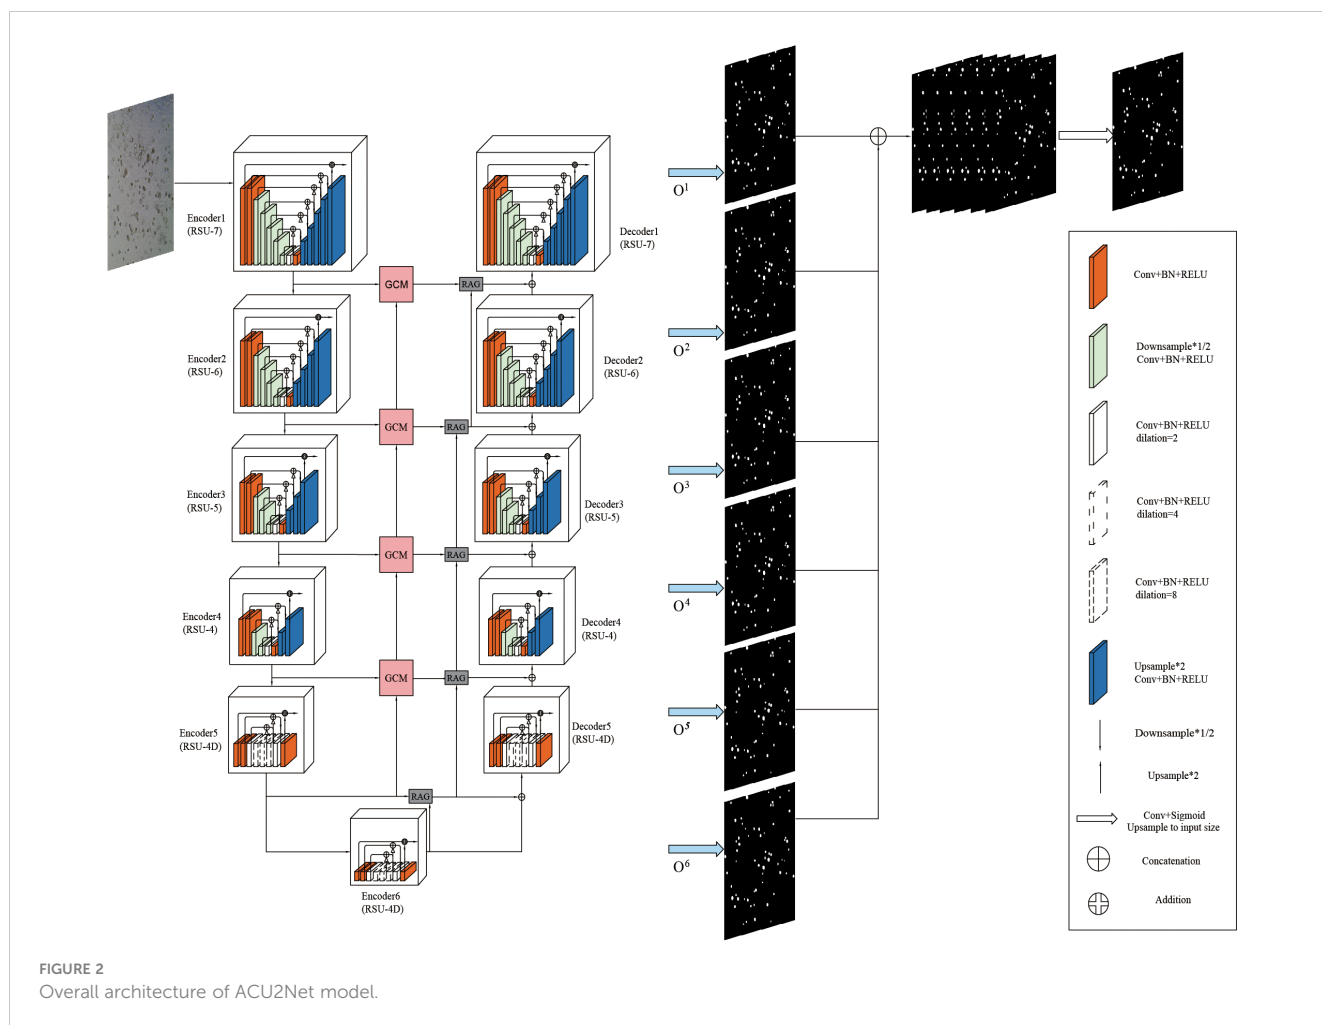 Encoder1
(RSU-7)
Decoder1
(RSU-7)
GCM
RAG
Encoder2
(RSU-6)
Decoder2
(RSU-6)
GCM
RAG
Encoder3
(RSU-5)
Decoder3
(RSU-5)
GCM
RAG
Encoder4
(RSU-4)
Decoder4
(RSU-4)
GCM
RAG
Encoder5
(RSU-4D)
Decoder5
(RSU-4D)
RAG
Encoder6
(RSU-4D)
O1
O2
O3
O4
O5
O6
Conv+BN+RELU
Downsample*1/2
Conv+BN+RELU
Conv+BN+RELU
dilation=2
Conv+BN+RELU
dilation=4
Conv+BN+RELU
dilation=8
Upsample*2
Conv+BN+RELU
Downsample*1/2
Upsample*2
Conv+Sigmoid
Upsample to input size
Concatenation
Addition
FIGURE 2
Overall architecture of ACU2Net model.